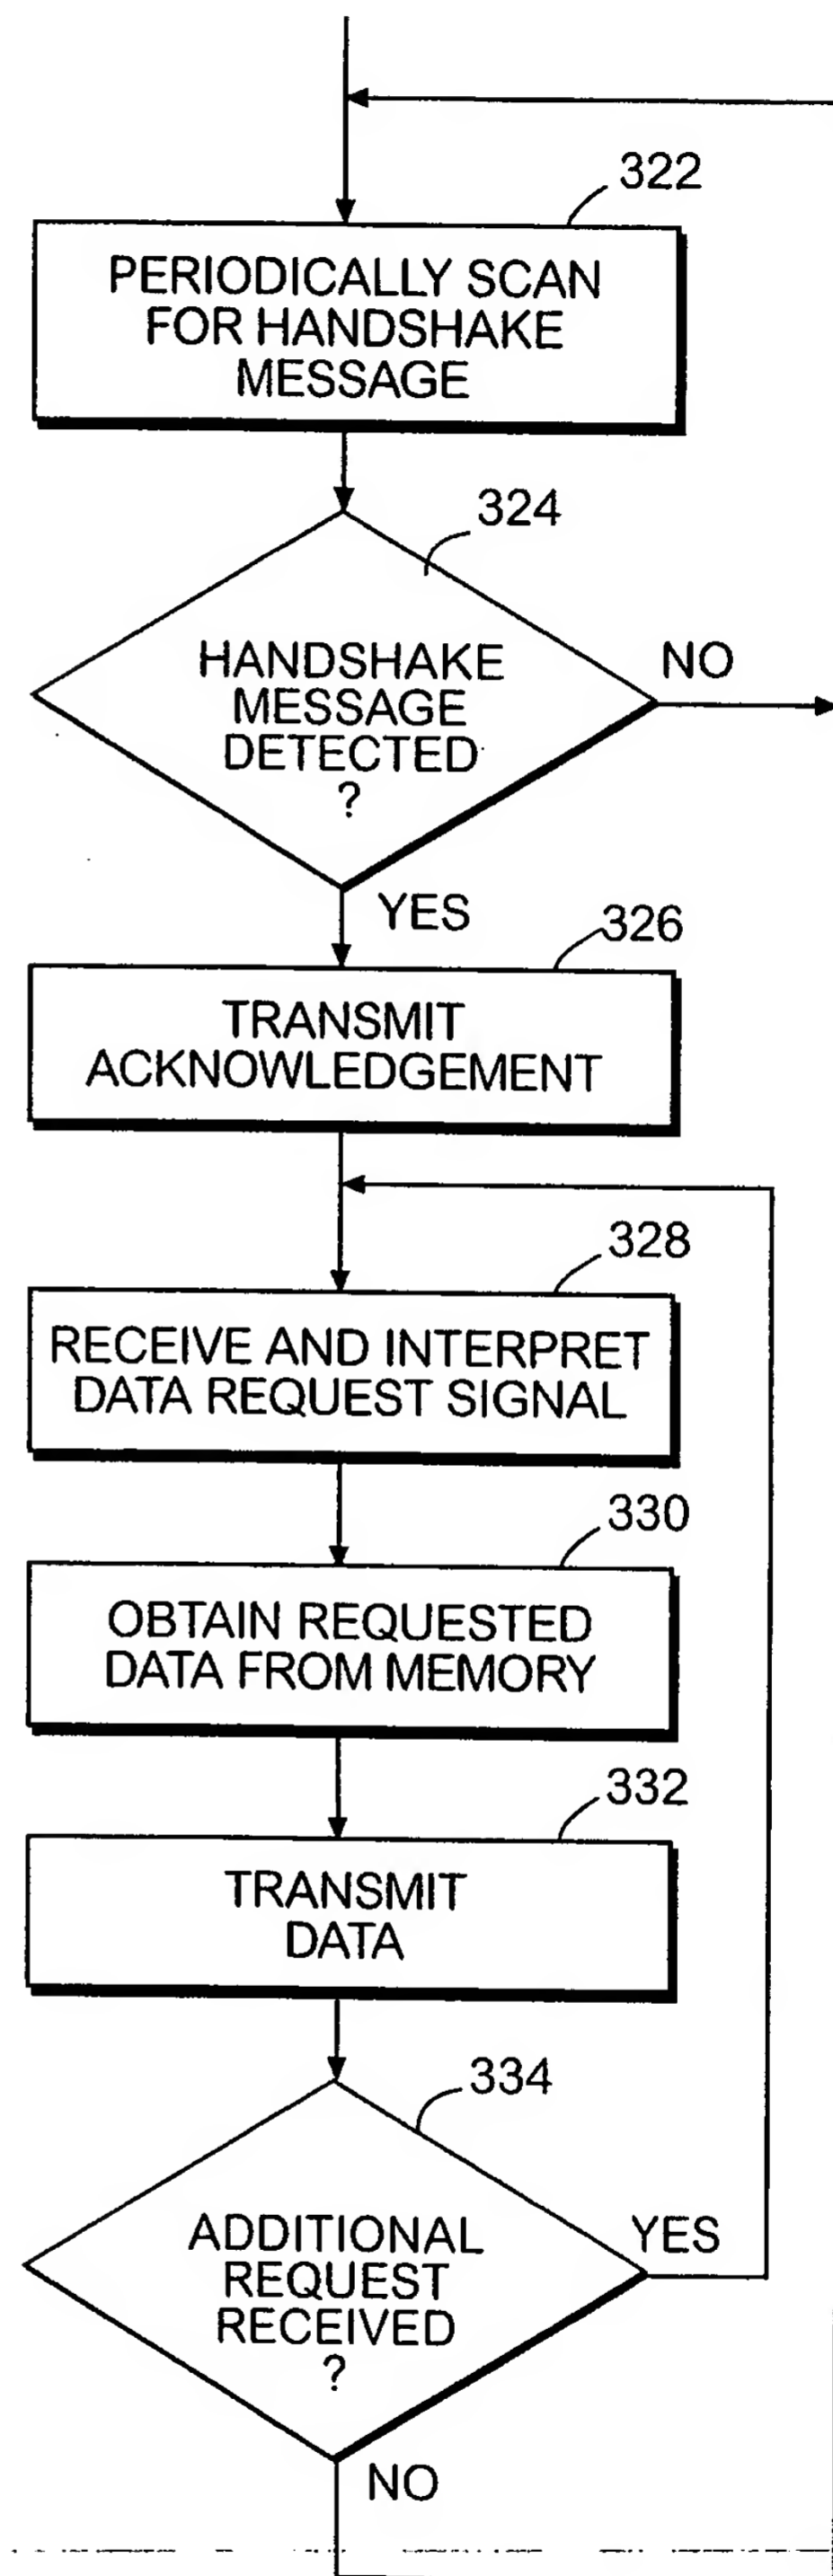 322
PERIODICALLY SCAN
FOR HANDSHAKE
MESSAGE
324
HANDSHAKE
MESSAGE
DETECTED
?
NO
YES
326
TRANSMIT
ACKNOWLEDGEMENT
328
RECEIVE AND INTERPRET
DATA REQUEST SIGNAL
330
OBTAIN REQUESTED
DATA FROM MEMORY
332
TRANSMIT
DATA
334
ADDITIONAL
REQUEST
RECEIVED
?
YES
NO